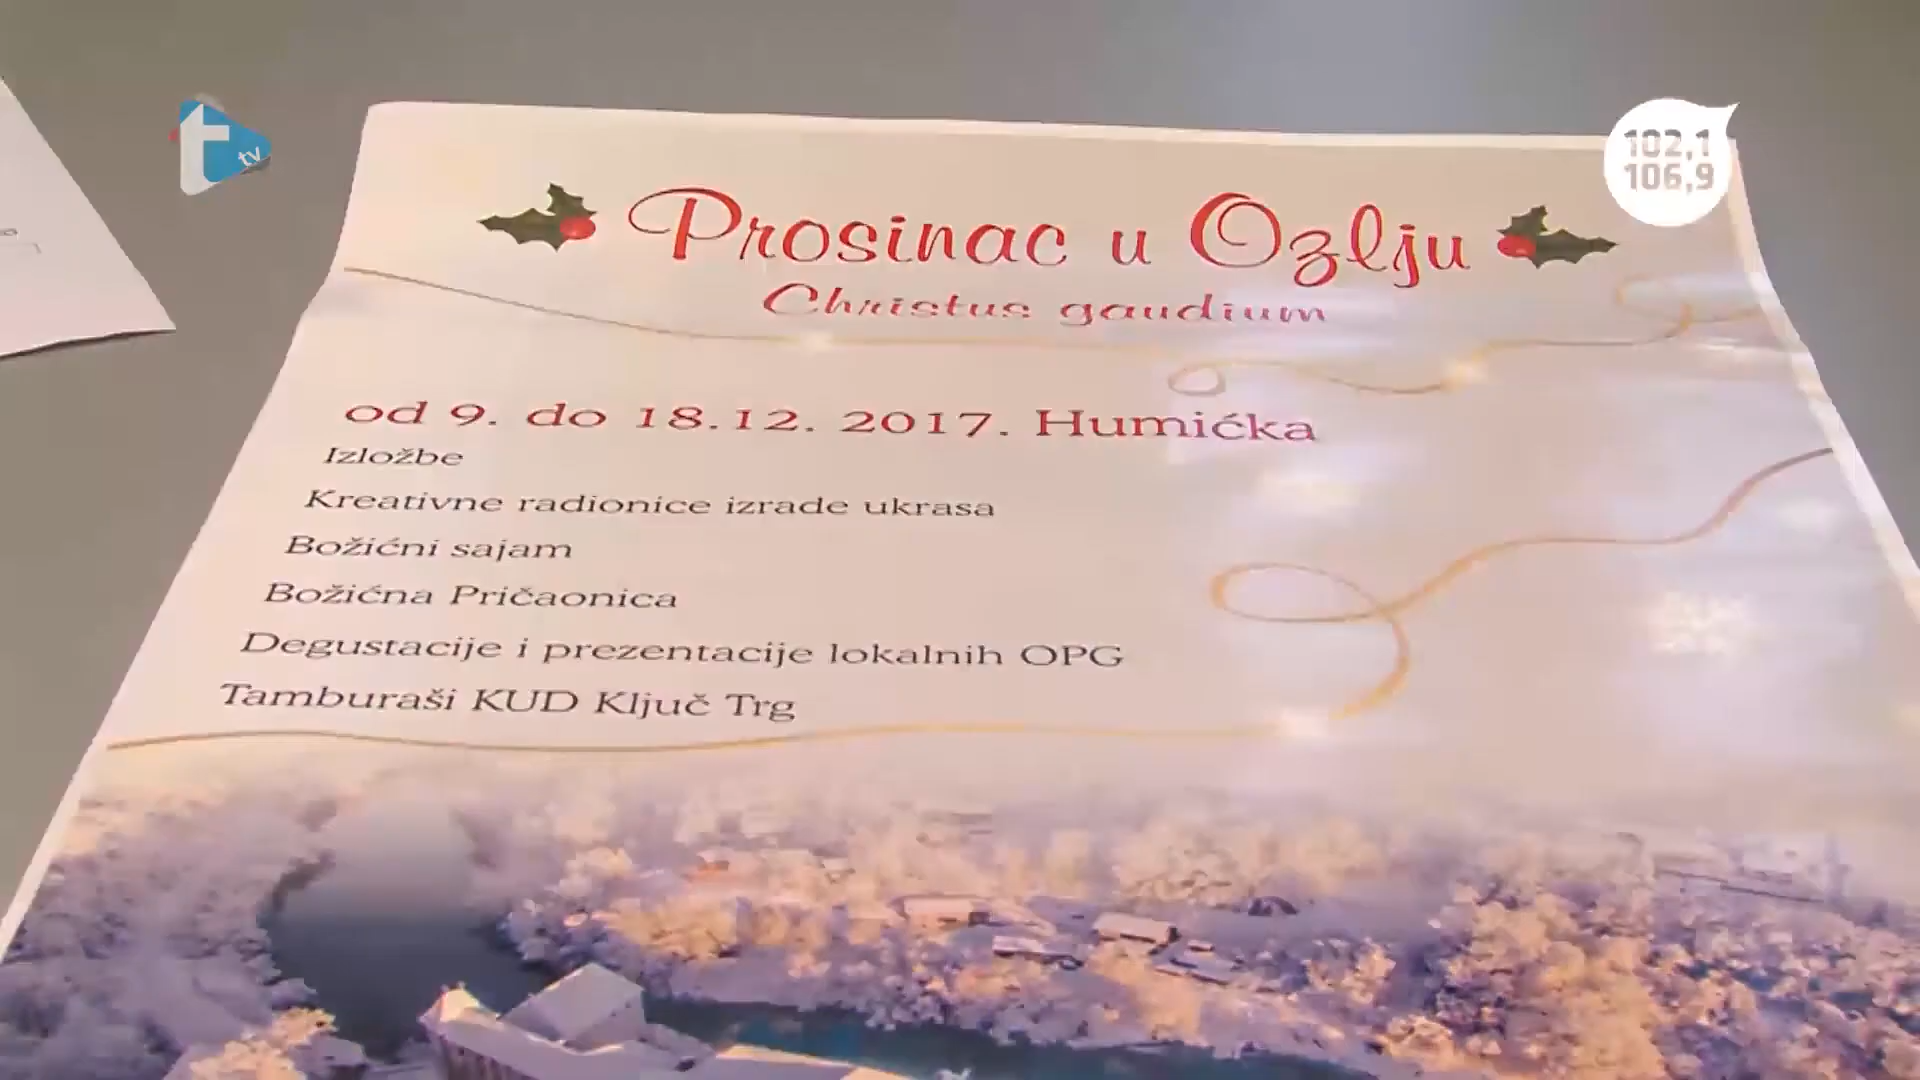 t tv
102,1
106,9
Prosinac u Ozlju
Christus gaudium
od 9. do 18.12. 2017. Humićka
Izložbe
Kreativne radionice izrade ukrasa
Božićni sajam
Božićna Pričaonica
Degustacije i prezentacije lokalnih OPG
Tamburaši KUD Ključ Trg